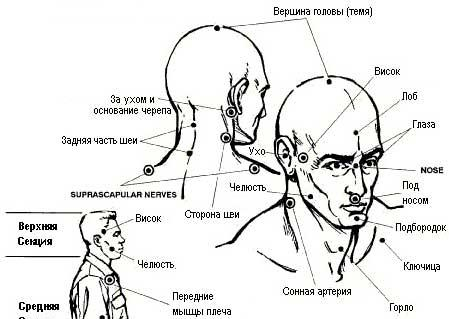 Вершина головы (темя)
Висок
За ухом и
основание черепа
Лоб
Глаза
Задняя часть шеи
Ухо
NOSE
Челюсть
Под
носом
SUPRASCAPULAR NERVES
Сторона шеи
Подбородок
Верхняя
Секция
Висок
Челюсть.
Ключица
Сонная артерия
Передние
мыщцы плеча
Горло
Средняя